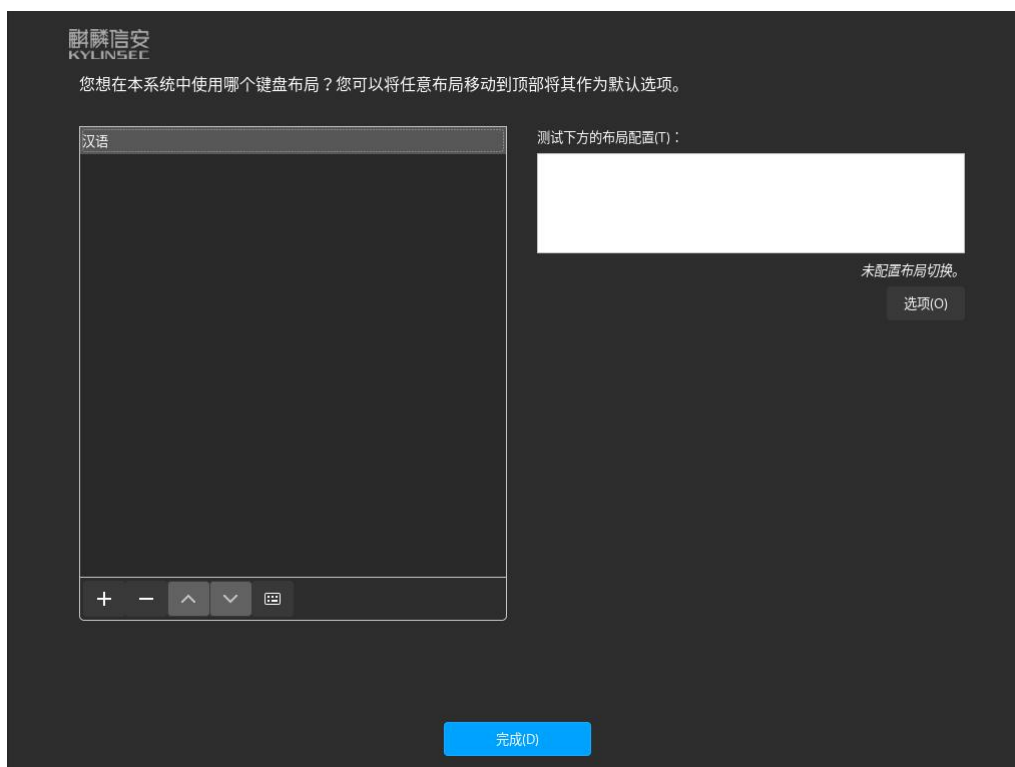 麒麟信安
KYLINSEC
您想在本系统中使用哪个键盘布局？您可以将任意布局移动到顶部将其作为默认选项。
汉语
测试下方的布局配置(T)：
未配置布局切换。
选项(O)
完成(D)